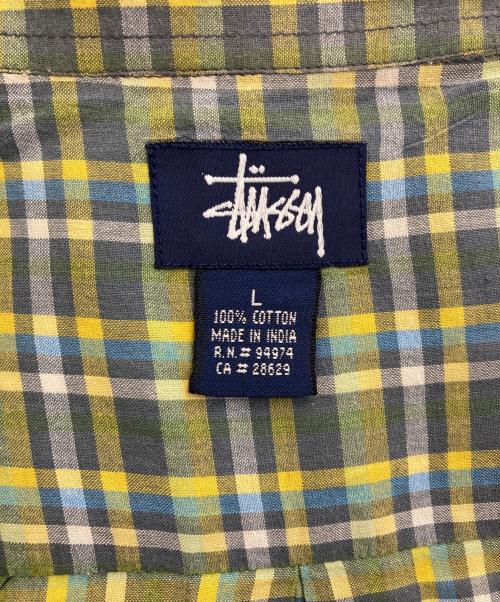 Stüssy
L
100% COTTON
MADE IN INDIA
R.N.# 94974
CA # 28629